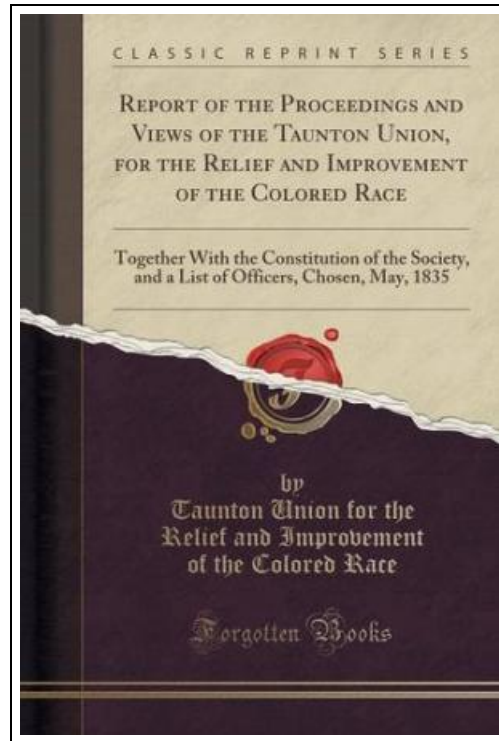 CLASSIC REPRINT SERIES
REPORT OF THE PROCEEDINGS AND
VIEWS OF THE TAUNTON UNION,
FOR THE RELIEF AND IMPROVEMENT
OF THE COLORED RACE
Together With the Constitution of the Society,
and a List of Officers, Chosen, May, 1835
F
by
Taunton Union for the
Relief and Improvement
of the Colored Race
Forgotten Books